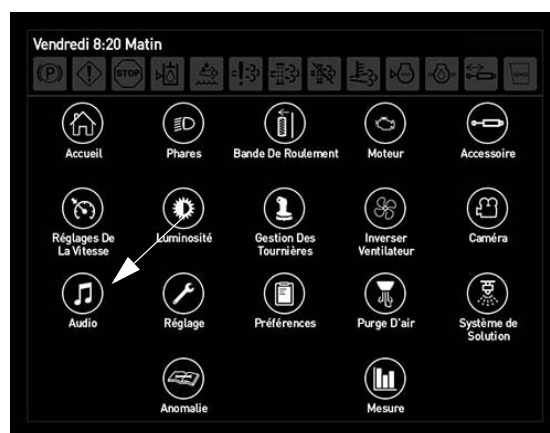 Vendredi 8:20 Matin
(P) STOP
Accueil Phares Bande De Roulement Moteur Accessoire
Réglages De Luminosité Gestion Des Inverser Caméra
La Vitesse Tournières Ventilateur
Audio Réglage Préférences Purge D'air Système de
Solution
Anomalie Mesure